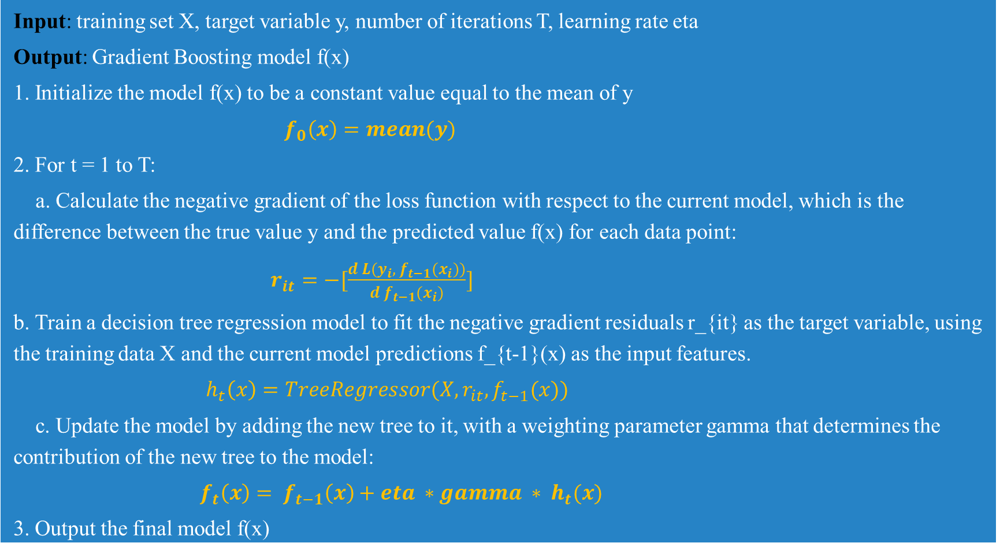 Input: training set X, target variable y, number of iterations T, learning rate eta
Output: Gradient Boosting model f(x)
1. Initialize the model f(x) to be a constant value equal to the mean of y
f_0(x) = mean(y)
2. For t = 1 to T:
a. Calculate the negative gradient of the loss function with respect to the current model, which is the
difference between the true value y and the predicted value f(x) for each data point:
r_{it} = −[\frac{d L(y_i, f_{t−1}(x_i))}{d f_{t−1}(x_i)}]
b. Train a decision tree regression model to fit the negative gradient residuals r_{it} as the target variable, using
the training data X and the current model predictions f_{t-1}(x) as the input features.
h_t(x) = TreeRegressor(X, r_{it}, f_{t−1}(x))
c. Update the model by adding the new tree to it, with a weighting parameter gamma that determines the
contribution of the new tree to the model:
f_t(x) = f_{t−1}(x) + eta * gamma * h_t(x)
3. Output the final model f(x)